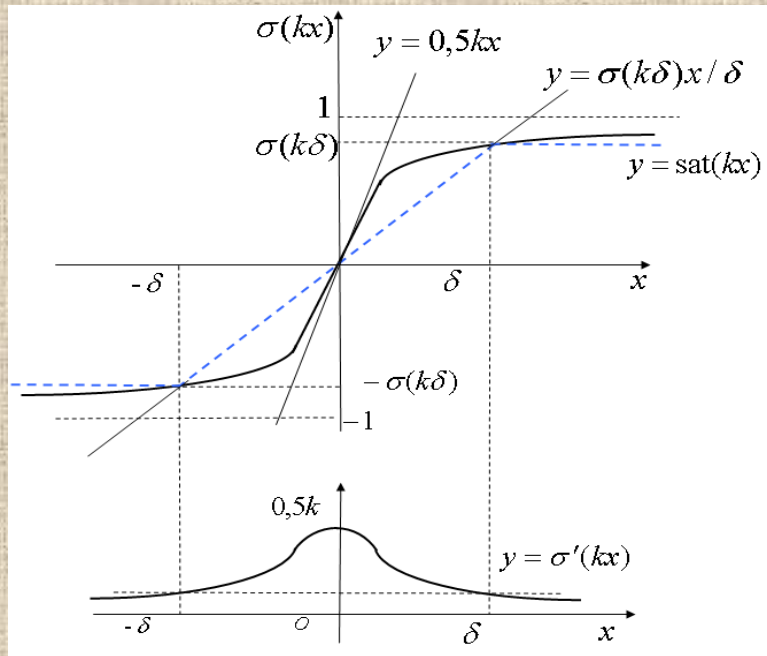 σ(kx)
y = 0,5kx
y = σ(kδ)x / δ
1
σ(kδ)
y = sat(kx)
- δ
δ
x
− σ(kδ)
−1
0,5k
y = σ′(kx)
- δ
O
δ
x